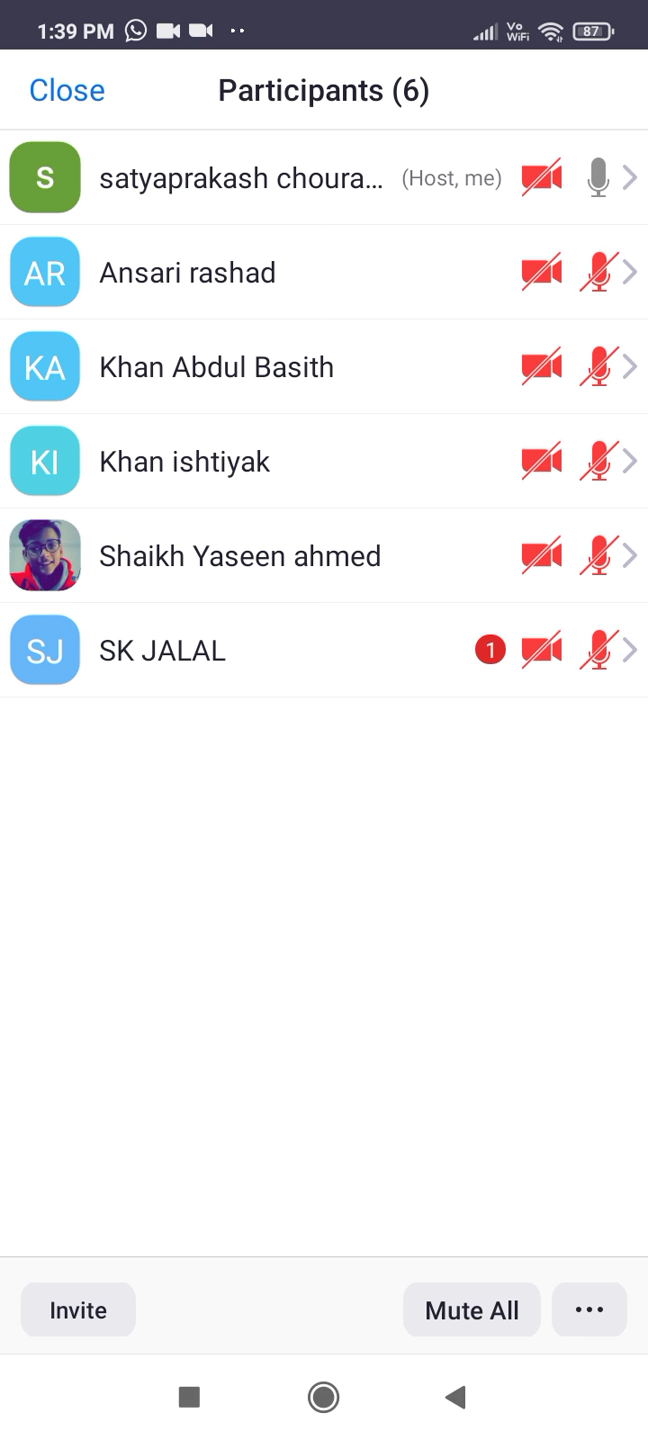 1:39 PM
Vo
WiFi
87
Close
Participants (6)
S
satyaprakash choura...
(Host, me)
AR
Ansari rashad
KA
Khan Abdul Basith
KI
Khan ishtiyak
Shaikh Yaseen ahmed
SJ
SK JALAL
1
Invite
Mute All